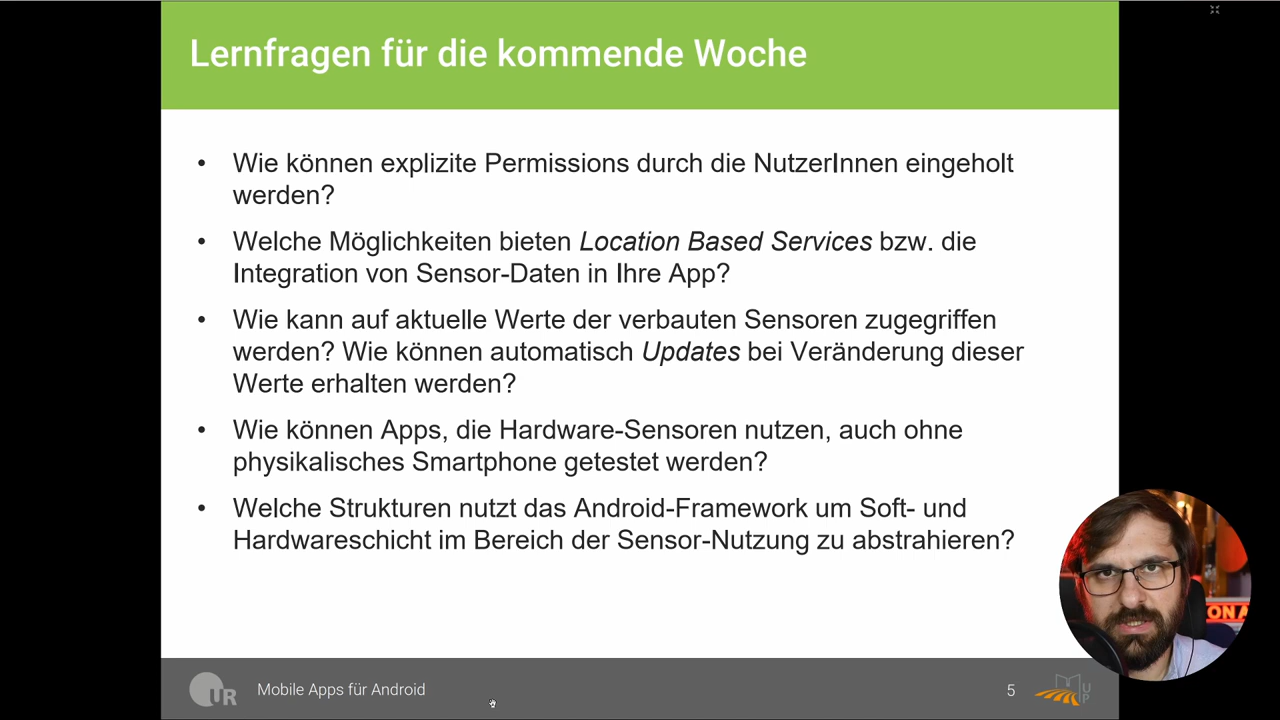 Lernfragen für die kommende Woche
• Wie können explizite Permissions durch die NutzerInnen eingeholt
werden?
• Welche Möglichkeiten bieten Location Based Services bzw. die
Integration von Sensor-Daten in Ihre App?
• Wie kann auf aktuelle Werte der verbauten Sensoren zugegriffen
werden? Wie können automatisch Updates bei Veränderung dieser
Werte erhalten werden?
• Wie können Apps, die Hardware-Sensoren nutzen, auch ohne
physikalisches Smartphone getestet werden?
• Welche Strukturen nutzt das Android-Framework um Soft- und
Hardwareschicht im Bereich der Sensor-Nutzung zu abstrahieren?
ON A
UR
Mobile Apps für Android
5
UP